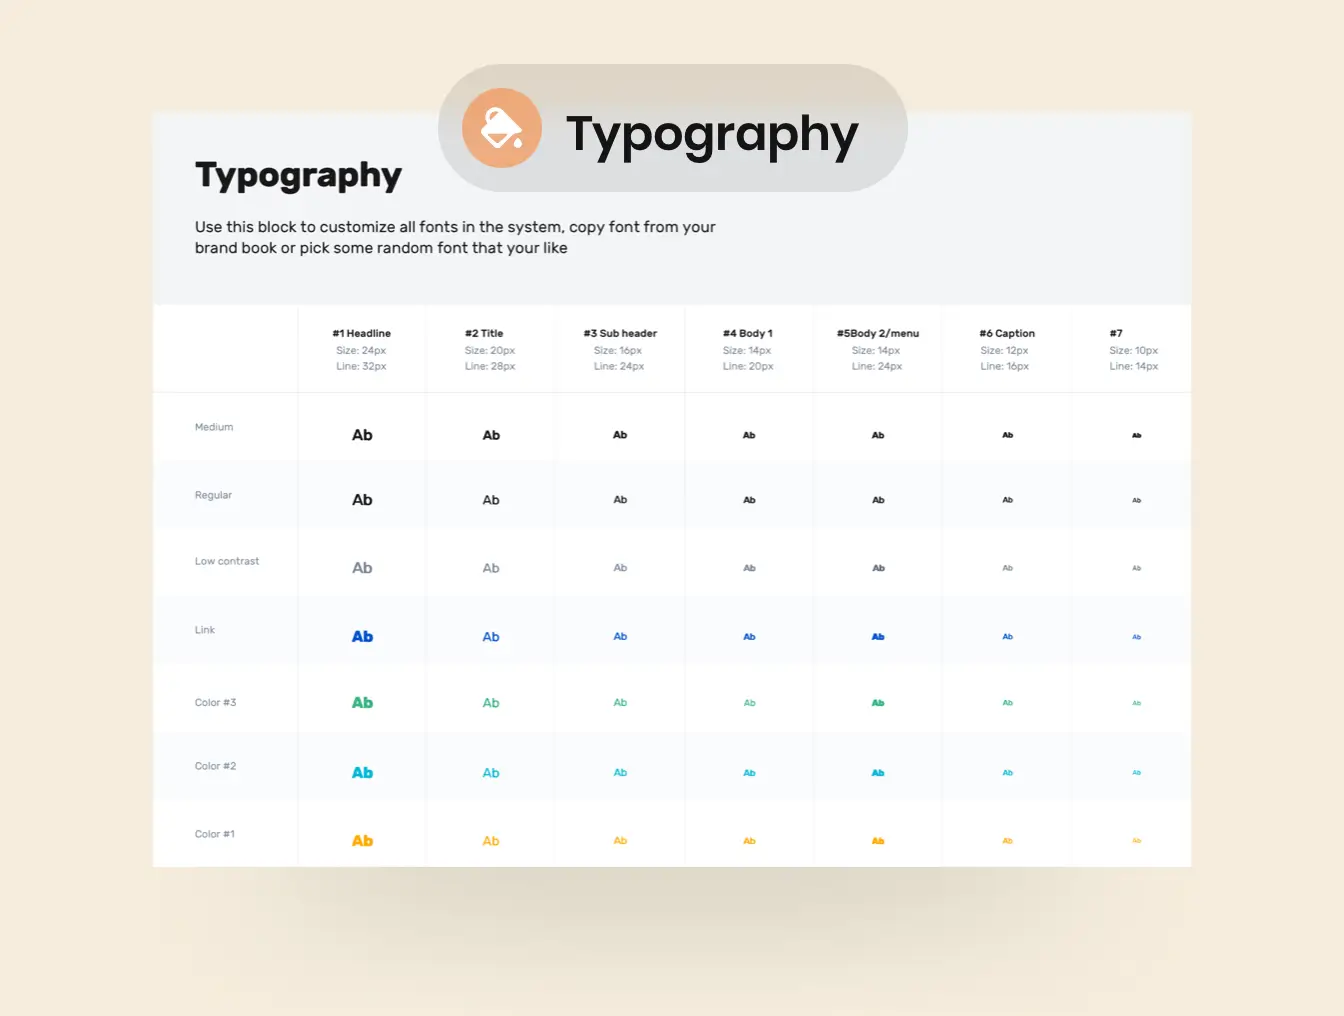 Typography
Typography
Use this block to customize all fonts in the system, copy font from your
brand book or pick some random font that your like
#1 Headline #2 Title #3 Sub header #4 Body 1 #5Body 2/menu #6 Caption #7
Size: 24px Size: 20px Size: 16px Size: 14px Size: 14px Size: 12px Size: 10px
Line: 32px Line: 28px Line: 24px Line: 20px Line: 24px Line: 16px Line: 14px
Medium Ab Ab Ab Ab Ab Ab Ab
Regular Ab Ab Ab Ab Ab Ab Ab
Low contrast Ab Ab Ab Ab Ab Ab Ab
Link Ab Ab Ab Ab Ab Ab Ab
Color #3 Ab Ab Ab Ab Ab Ab Ab
Color #2 Ab Ab Ab Ab Ab Ab Ab
Color #1 Ab Ab Ab Ab Ab Ab Ab